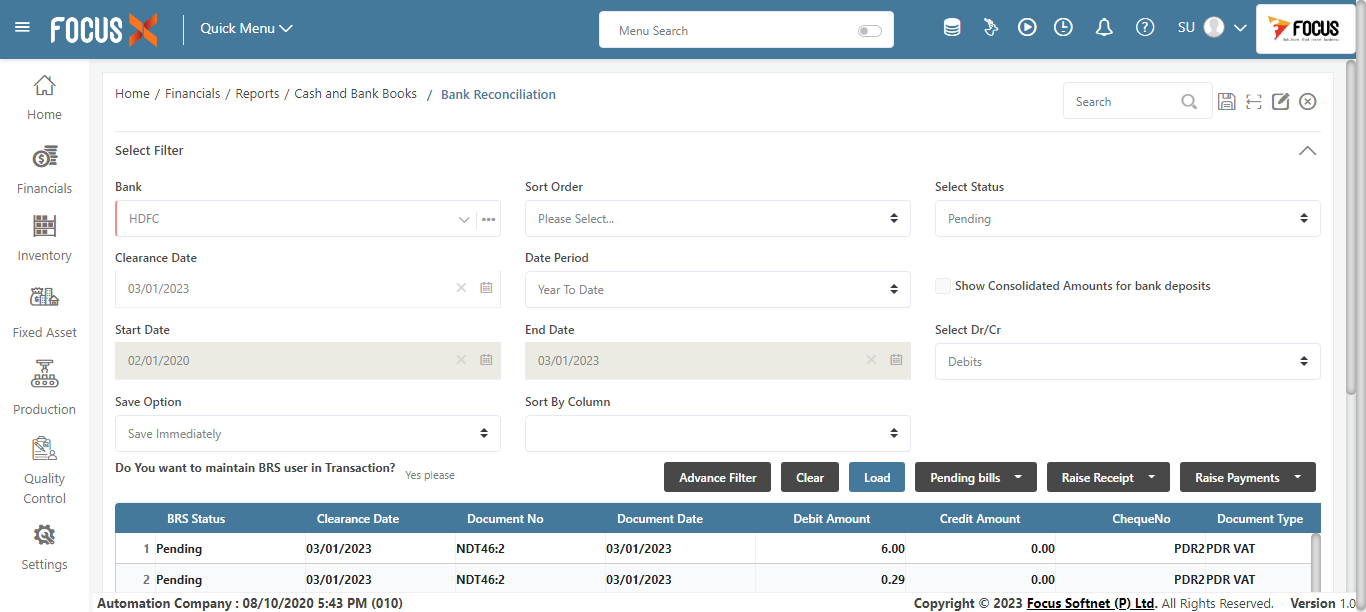 FOCUS X Quick Menu Menu Search SU FOCUS
Home / Financials / Reports / Cash and Bank Books / Bank Reconciliation Search
Home
Financials
Inventory
Fixed Asset
Production
Quality
Control
Settings
Select Filter
Bank Sort Order Select Status
HDFC Please Select... Pending
Clearance Date Date Period
03/01/2023 Year To Date Show Consolidated Amounts for bank deposits
Start Date End Date Select Dr/Cr
02/01/2020 03/01/2023 Debits
Save Option Sort By Column
Save Immediately
Do You want to maintain BRS user in Transaction? Yes please
Advance Filter Clear Load Pending bills Raise Receipt Raise Payments
BRS Status Clearance Date Document No Document Date Debit Amount Credit Amount ChequeNo Document Type
1 Pending 03/01/2023 NDT46:2 03/01/2023 6.00 0.00 PDR2 PDR VAT
2 Pending 03/01/2023 NDT46:2 03/01/2023 0.29 0.00 PDR2 PDR VAT
Automation Company : 08/10/2020 5:43 PM (010) Copyright © 2023 Focus Softnet (P) Ltd. All Rights Reserved. Version 1.0